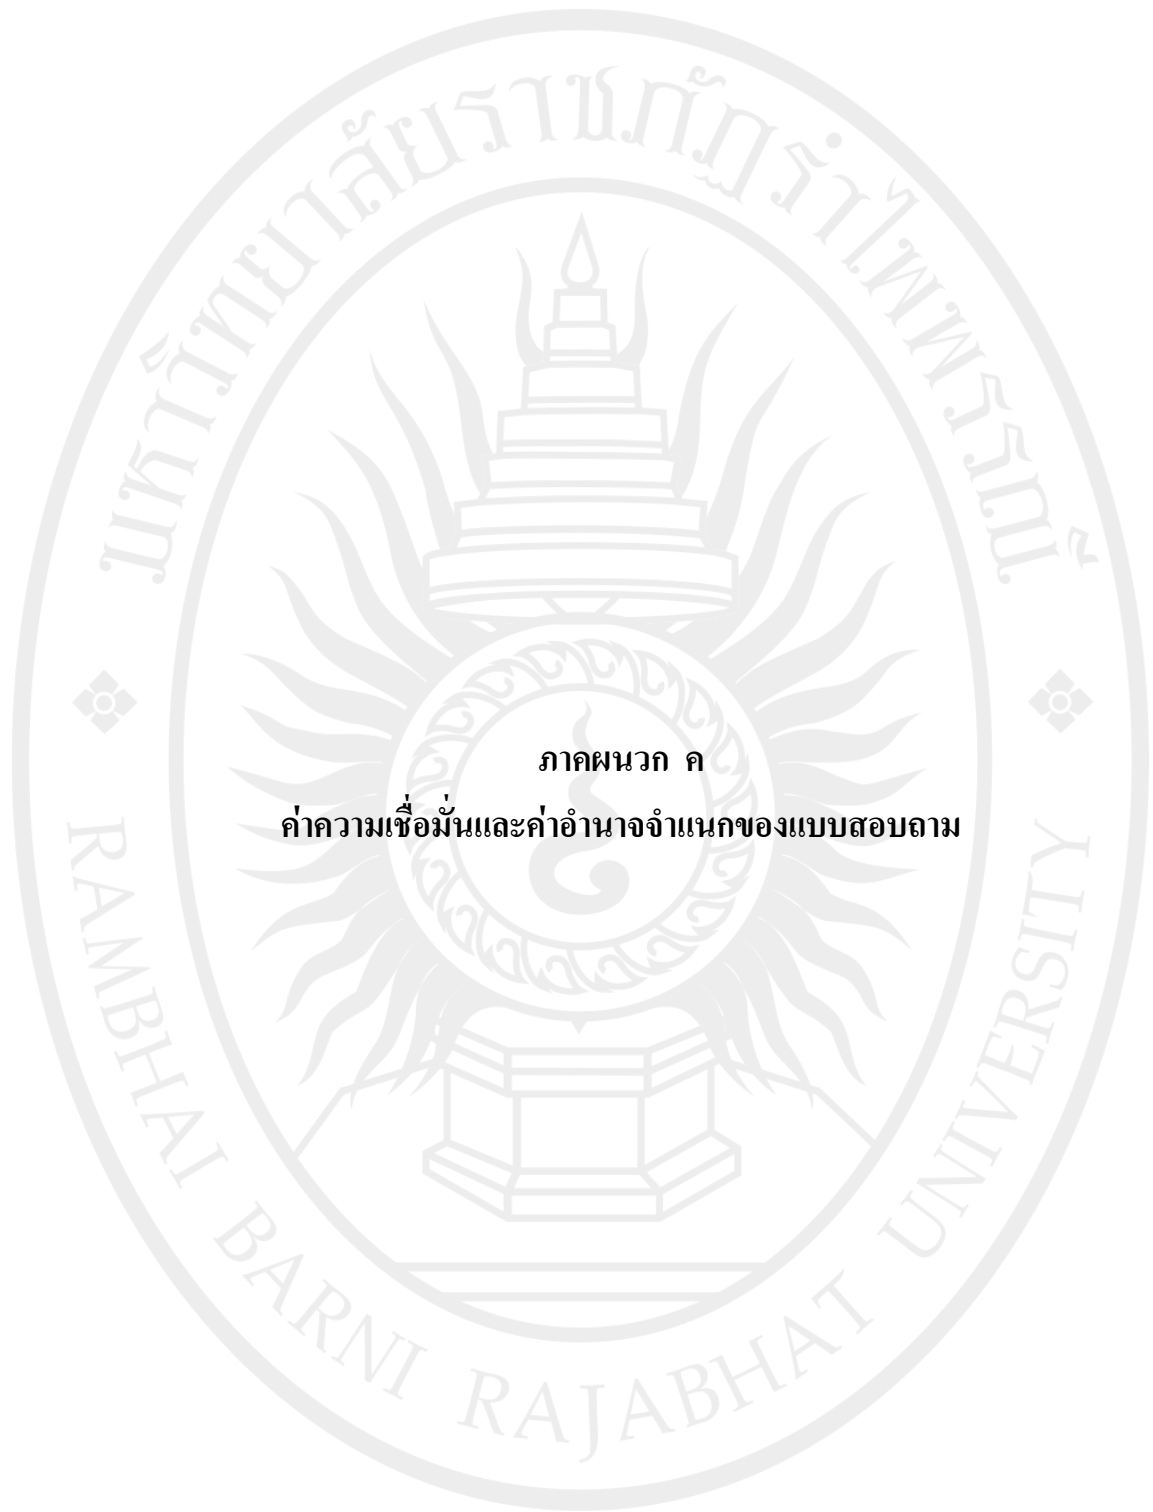 มหาวิทยาลัยราชภัฏรำไพพรรณี
ภาคผนวก ค
ค่าความเชื่อมั่นและค่าอำนาจจำแนกของแบบสอบถาม
RAMBHAI BARNI RAJABHAT UNIVERSITY